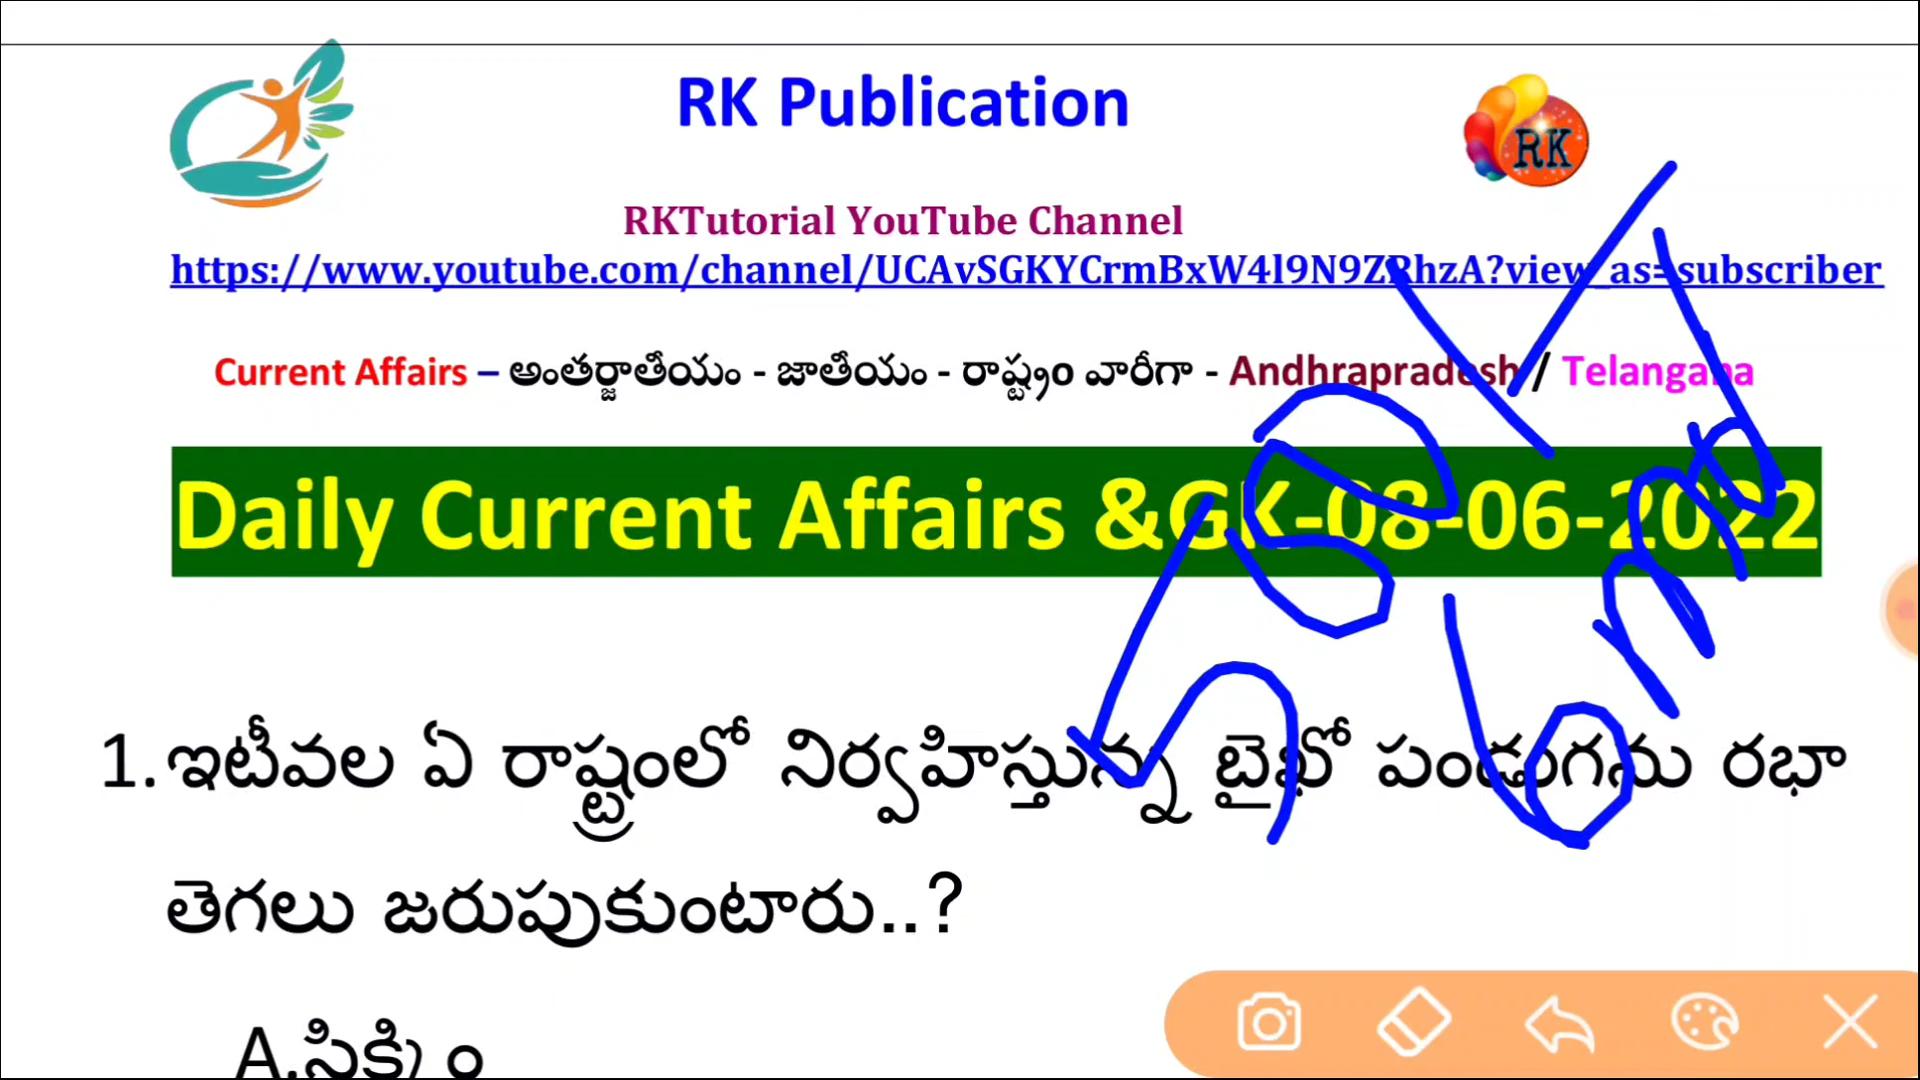 RK Publication
RK
RKTutorial YouTube Channel
https://www.youtube.com/channel/UCAvSGKYCrmBxW4l9N9ZRhzA?view_as=subscriber
Current Affairs – అంతర్జాతీయం - జాతీయం - రాష్ట్రం వారీగా - Andhrapradesh / Telangana
Daily Current Affairs &GK-08-06-2022
1. ఇటీవల ఏ రాష్ట్రంలో నిర్వహిస్తున్న బైఖో పండుగను రభా
తెగలు జరుపుకుంటారు..?
A.సిక్కిం